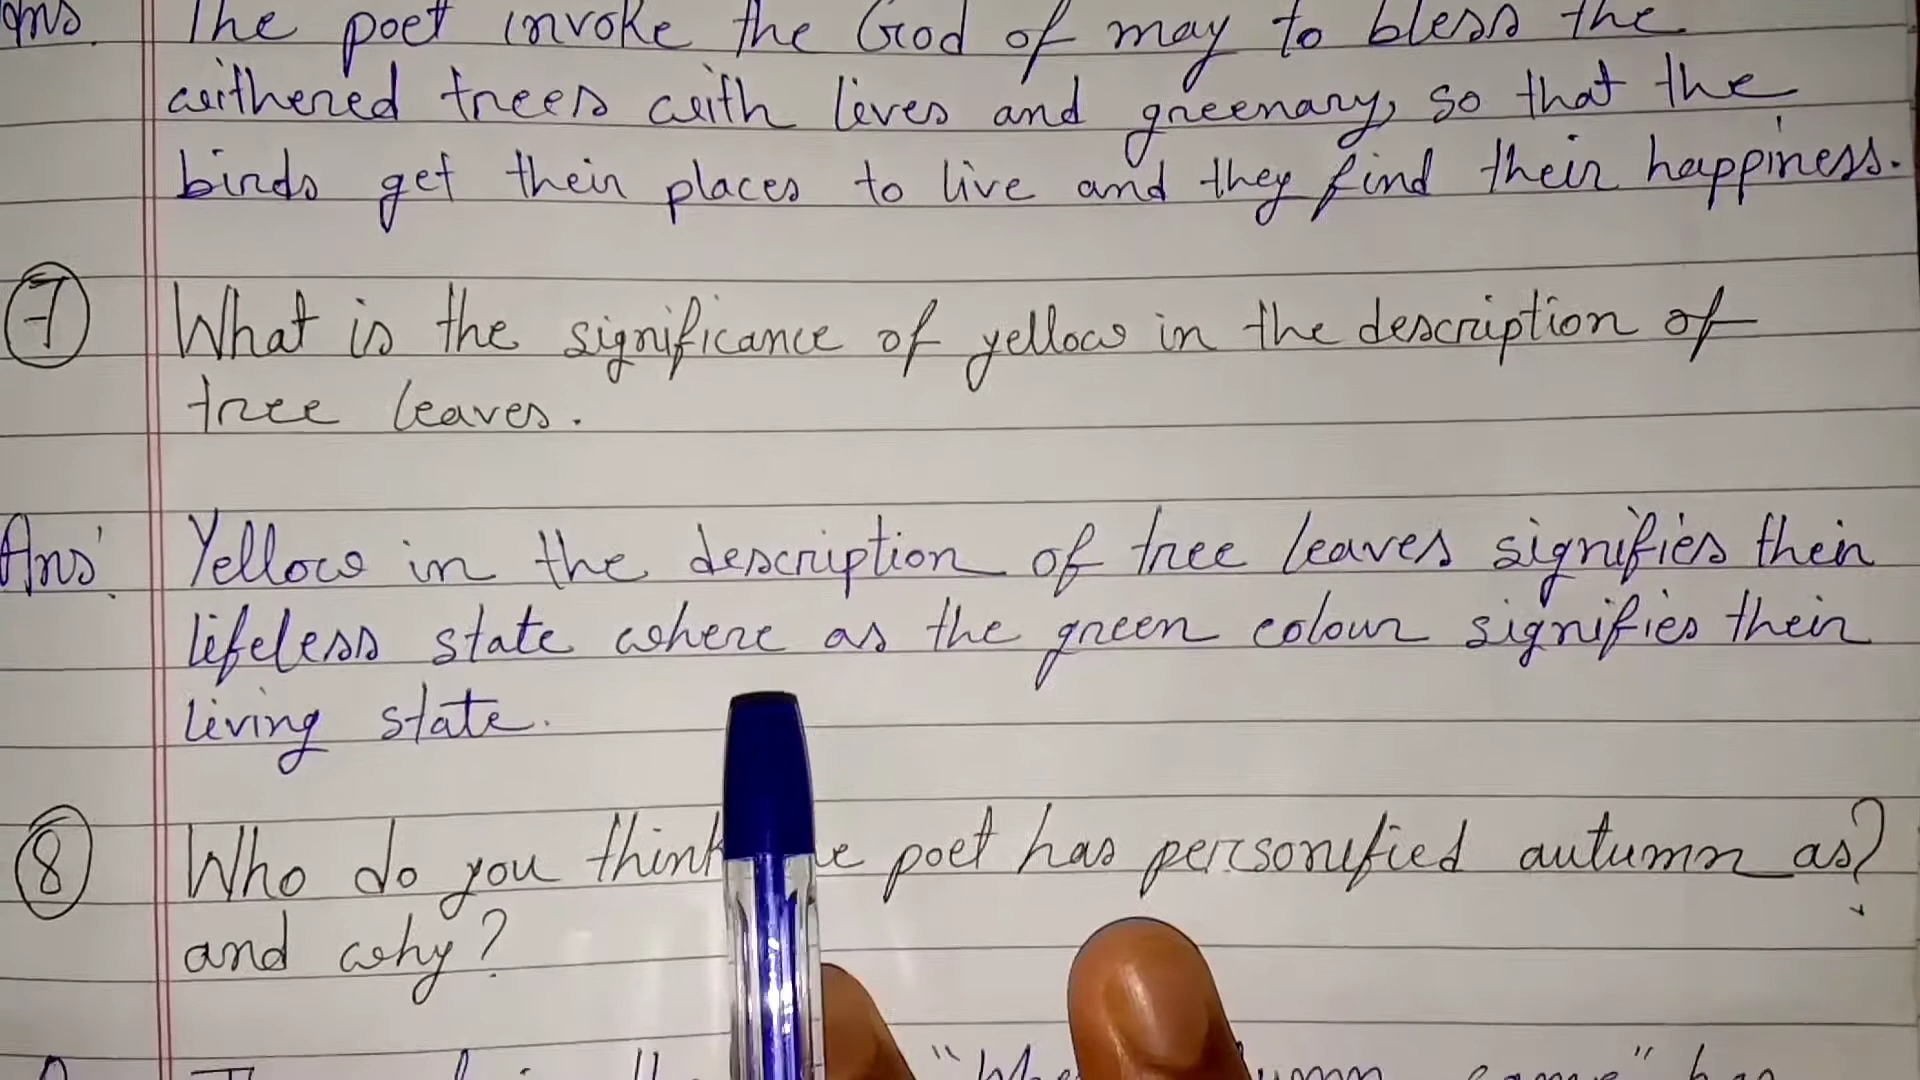 Ans. The poet invoke the God of may to bless the
withered trees with lives and greenary, so that the
birds get their places to live and they find their happiness.
7 What is the significance of yellow in the description of
tree leaves.
Ans. Yellow in the description of tree leaves signifies their
lifeless state where as the green colour signifies their
living state.
8 Who do you think poet has personified autumn as?
and why?